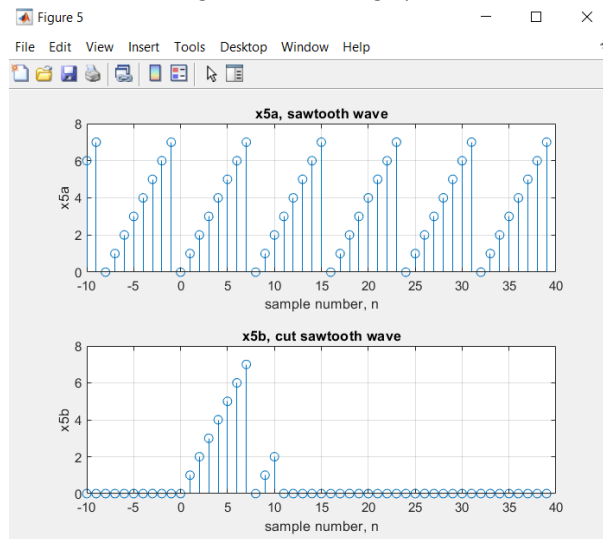 Figure 5
File Edit View Insert Tools Desktop Window Help
x5a, sawtooth wave
8
6
4
2
0
x5a
-10 -5 0 5 10 15 20 25 30 35 40
sample number, n
x5b, cut sawtooth wave
8
6
4
2
0
x5b
-10 -5 0 5 10 15 20 25 30 35 40
sample number, n